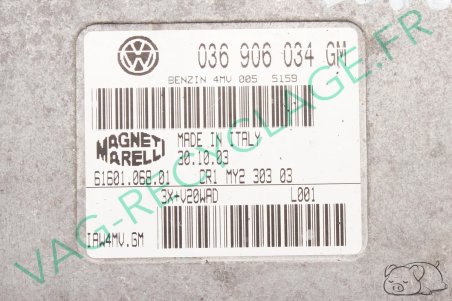 036 906 034 GM
BENZIN 4MV 005 5159
MAGNETI
MARELLI
MADE IN ITALY
30.10.03
61601.068.01 DR1 MY2 303 03
3X+V20WAD L001
IAW4MV.GM
VAG-RECYCLAGE.FR